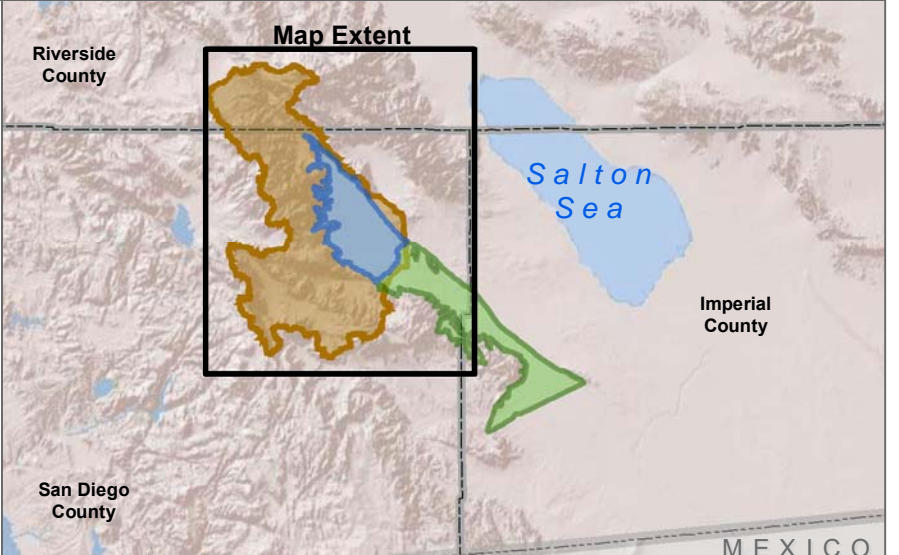 Map Extent
Riverside
County
Salton
Sea
Imperial
County
San Diego
County
MEXICO